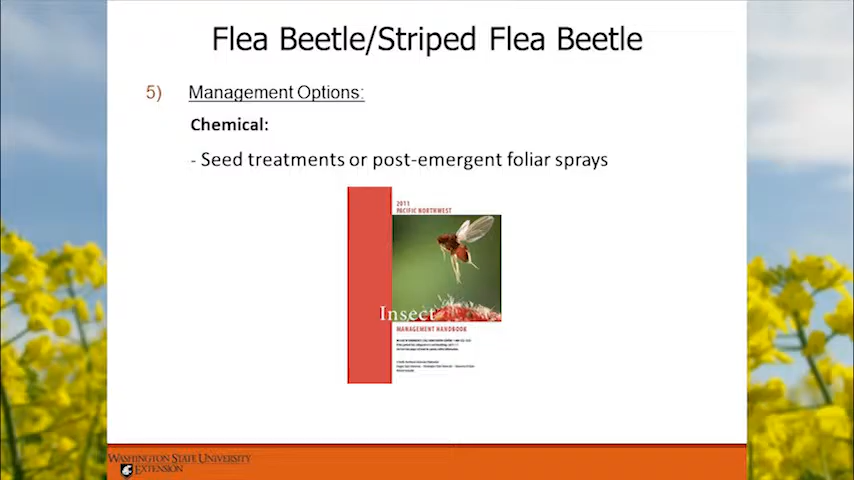 Flea Beetle/Striped Flea Beetle
5) Management Options:
Chemical:
- Seed treatments or post-emergent foliar sprays
2011
PACIFIC NORTHWEST
Insect
MANAGEMENT HANDBOOK
WASHINGTON STATE UNIVERSITY
EXTENSION